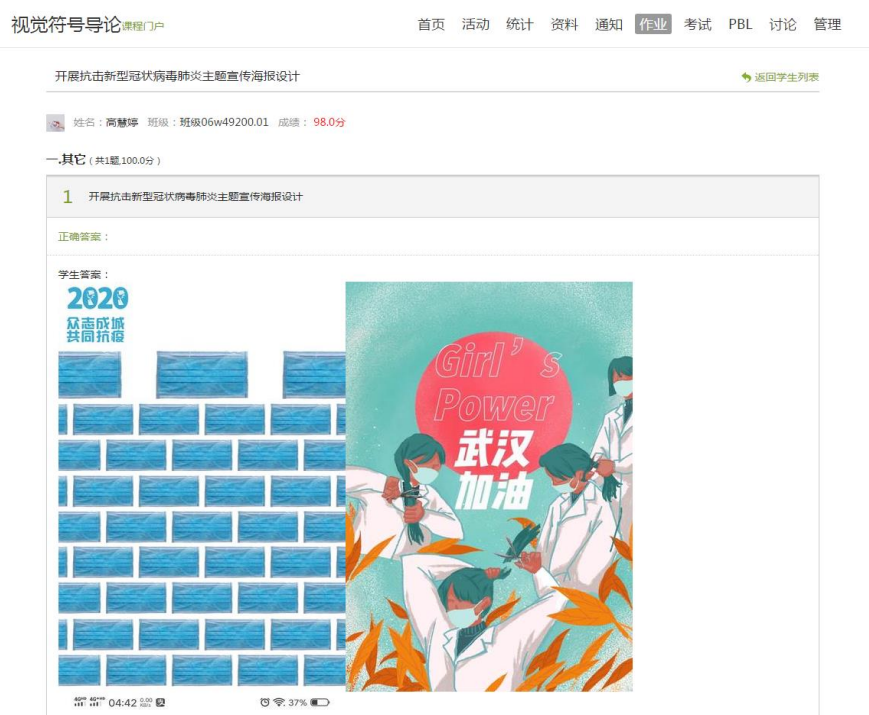 视觉符号导论课程门户
首页 活动 统计 资料 通知 作业 考试 PBL 讨论 管理
开展抗击新型冠状病毒肺炎主题宣传海报设计
返回学生列表
姓名：高慧婷 班级：班级06w49200.01 成绩： 98.0分
一.其它 ( 共1题,100.0分 )
1 开展抗击新型冠状病毒肺炎主题宣传海报设计
正确答案：
学生答案：
2020
众志成城
共同抗疫
Girl's
Power
武汉
加油
04:42
37%